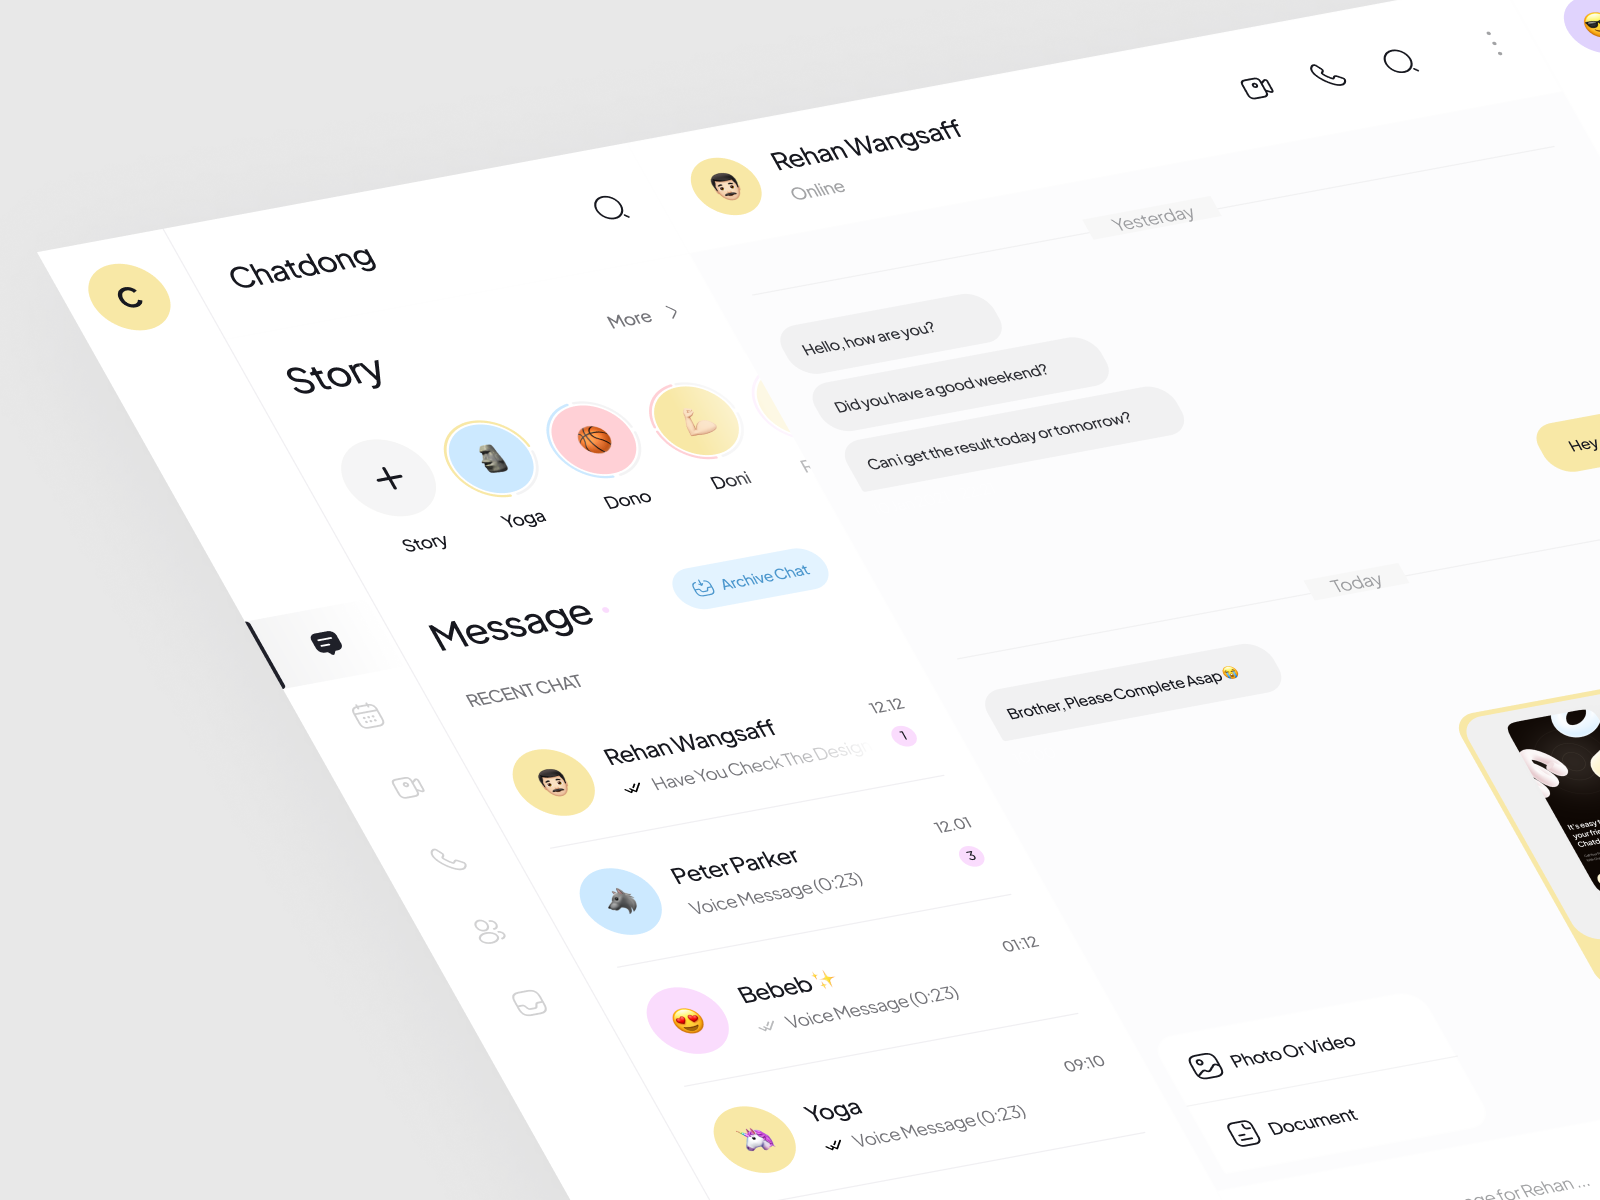 C
Chatdong
More
Story
Story
Yoga
Dono
Doni
Message
Archive Chat
RECENT CHAT
Rehan Wangsaff
12.12
Have You Check The Design
1
Peter Parker
12.01
Voice Message (0:23)
3
Bebeb✨
01:12
Voice Message (0:23)
Yoga
09:10
Voice Message (0:23)
Rehan Wangsaff
Online
Yesterday
Hello, how are you?
Did you have a good weekend?
Can i get the result today or tomorrow?
Hey
Today
Brother, Please Complete Asap😭
It's easy
your
Photo Or Video
Document
for Rehan ...